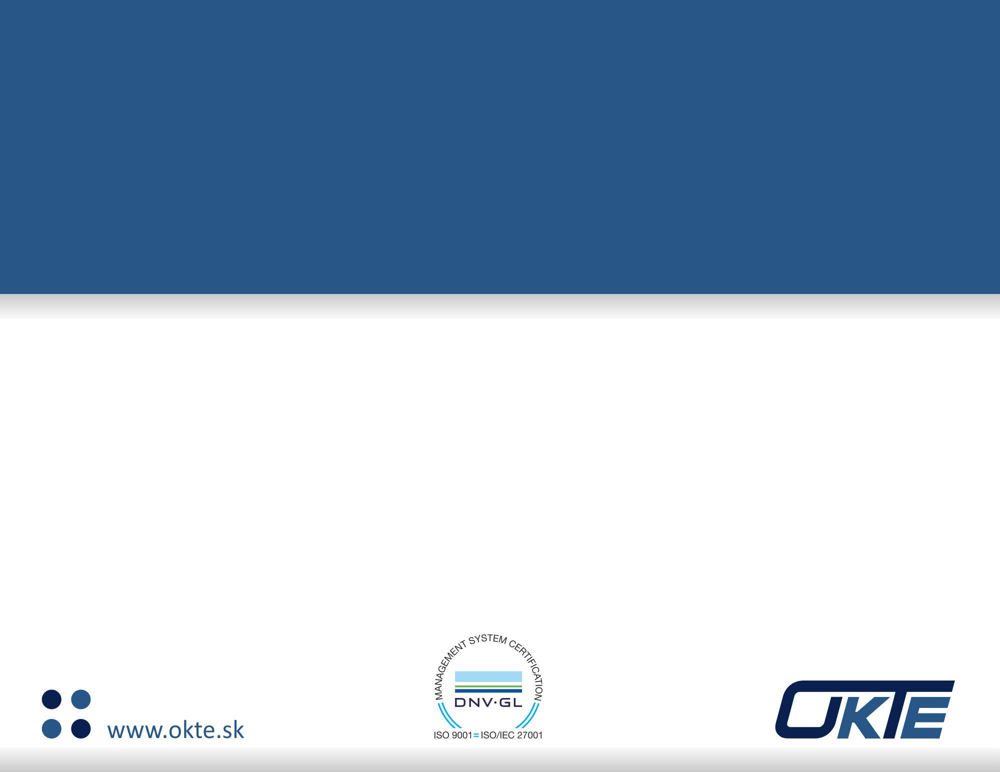 MANAGEMENT SYSTEM CERTIFICATION
DNV·GL
ISO 9001=ISO/IEC 27001
www.okte.sk
OKTE